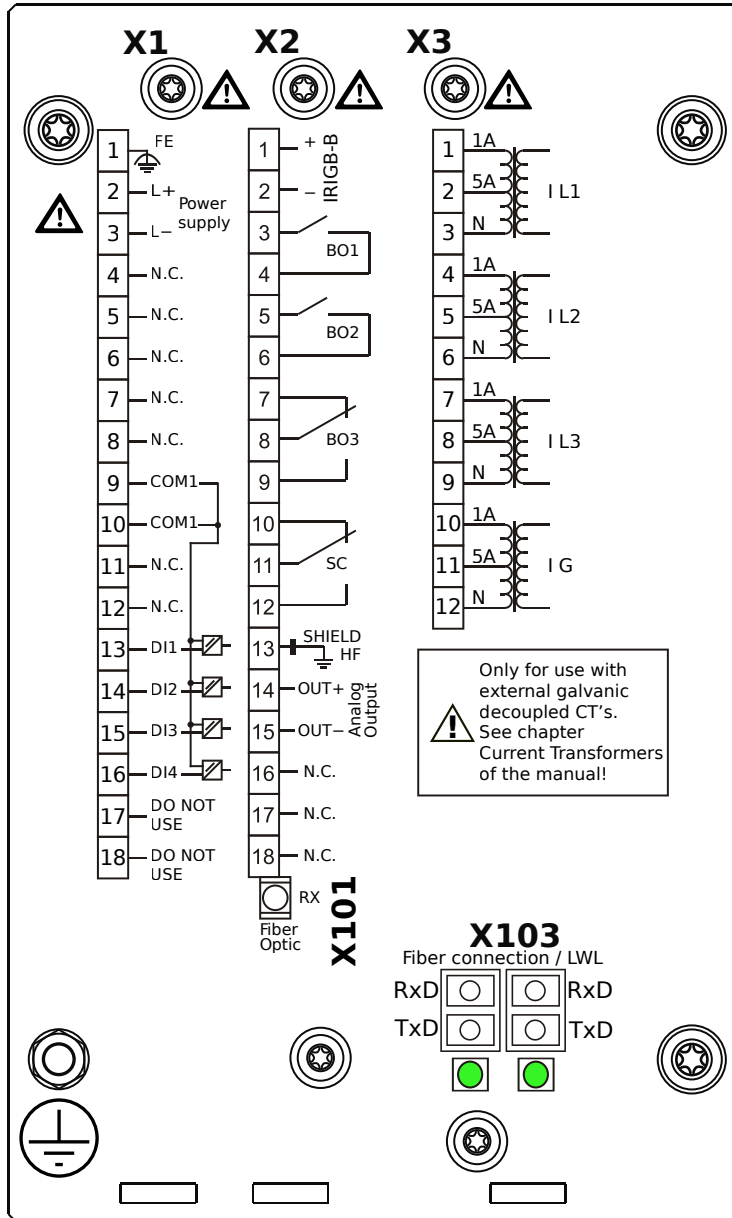 X1
X2
X3
1 FE
2 L+
Power
supply
3 L−
4 N.C.
5 N.C.
6 N.C.
7 N.C.
8 N.C.
9 COM1
10 COM1
11 N.C.
12 N.C.
13 DI1
14 DI2
15 DI3
16 DI4
17 DO NOT
USE
18 DO NOT
USE
1 +
IRIGB-B
2 −
3
BO1
4
5
BO2
6
7
8 BO3
9
10
11 SC
12
13 SHIELD
HF
14 OUT+
Analog
Output
15 OUT−
16 N.C.
17 N.C.
18 N.C.
RX
Fiber
Optic
X101
1 1A
2 5A I L1
3 N
4 1A
5 5A I L2
6 N
7 1A
8 5A I L3
9 N
10 1A
11 5A I G
12 N
Only for use with
external galvanic
decoupled CT's.
See chapter
Current Transformers
of the manual!
X103
Fiber connection / LWL
RxD RxD
TxD TxD